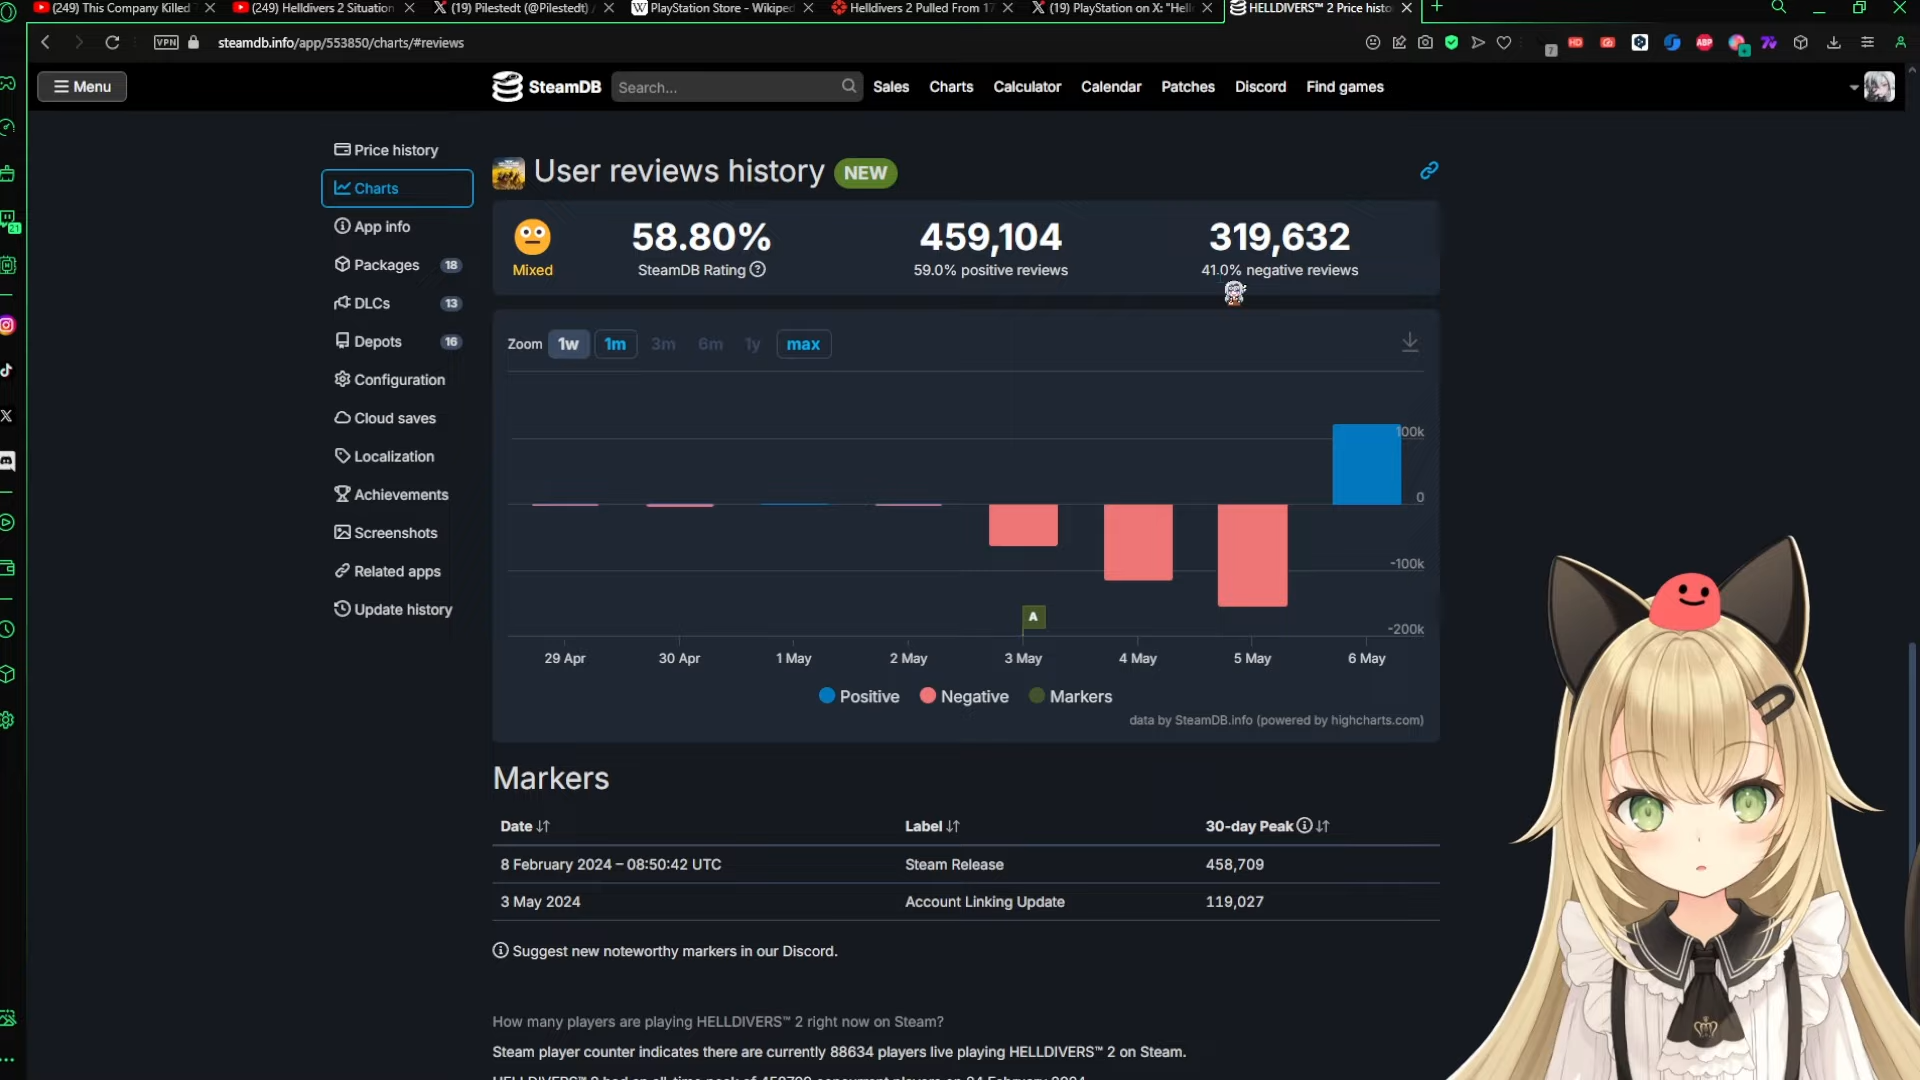 (249) This Company Killed
(249) Helldivers 2 Situation
(19) Pilestedt (@Pilestedt) /
PlayStation Store - Wikiped
Helldivers 2 Pulled From 17
(19) PlayStation on X: "Hell
HELLDIVERS™ 2 Price histo
VPN
steamdb.info/app/553850/charts/#reviews
Menu
SteamDB
Search...
Sales
Charts
Calculator
Calendar
Patches
Discord
Find games
Price history
Charts
App info
Packages 18
DLCs 13
Depots 16
Configuration
Cloud saves
Localization
Achievements
Screenshots
Related apps
Update history
User reviews history NEW
58.80% 459,104 319,632
Mixed SteamDB Rating 59.0% positive reviews 41.0% negative reviews
Zoom 1w 1m 3m 6m 1y max
100k
0
-100k
A
-200k
29 Apr 30 Apr 1 May 2 May 3 May 4 May 5 May 6 May
Positive Negative Markers
data by SteamDB.info (powered by highcharts.com)
Markers
Date Label 30-day Peak
8 February 2024 – 08:50:42 UTC Steam Release 458,709
3 May 2024 Account Linking Update 119,027
Suggest new noteworthy markers in our Discord.
How many players are playing HELLDIVERS™ 2 right now on Steam?
Steam player counter indicates there are currently 88634 players live playing HELLDIVERS™ 2 on Steam.